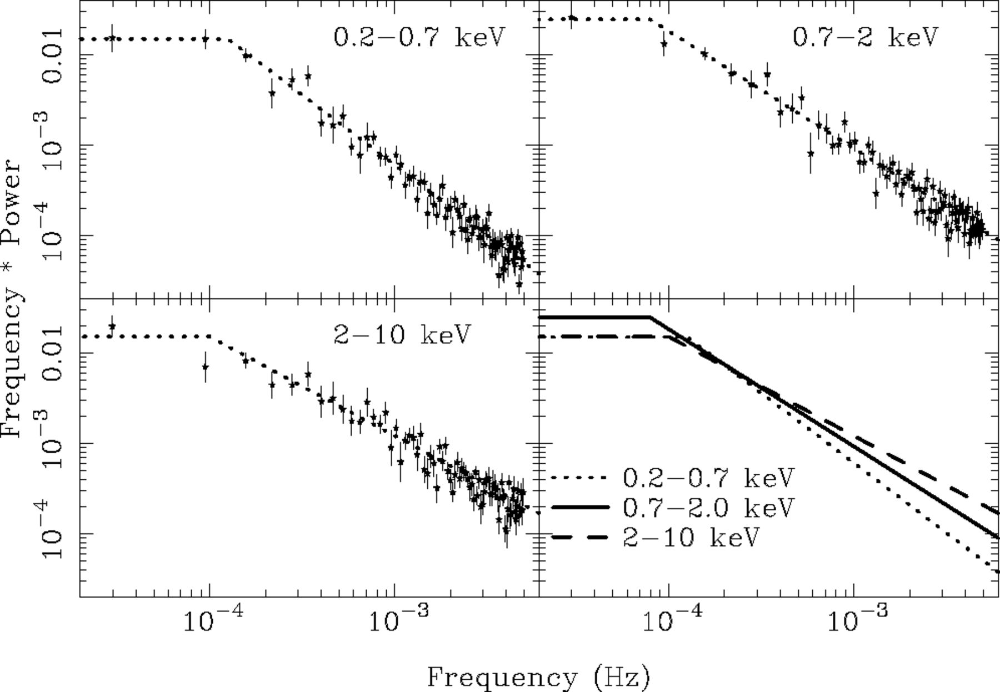 0.2−0.7 keV
0.7−2 keV
0.01
10⁻³
10⁻⁴
2−10 keV
0.01
10⁻³
10⁻⁴
0.2−0.7 keV
0.7−2.0 keV
2−10 keV
10⁻⁴ 10⁻³ 10⁻⁴ 10⁻³
Frequency * Power
Frequency (Hz)